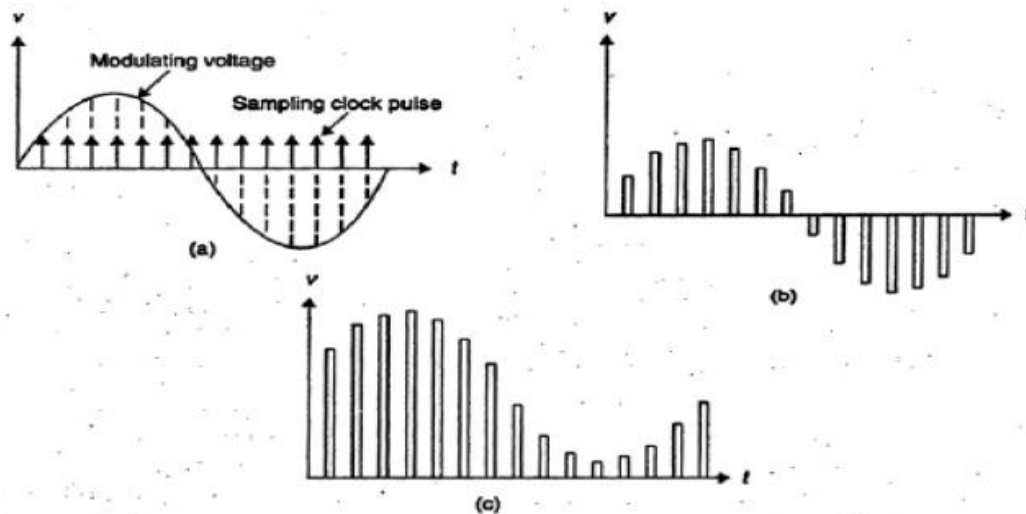 v
Modulating voltage
Sampling clock pulse
t
(a)
v
(b)
v
t
(c)